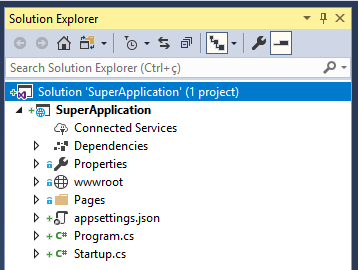 Solution Explorer
Search Solution Explorer (Ctrl+ç)
Solution 'SuperApplication' (1 project)
SuperApplication
Connected Services
Dependencies
Properties
wwwroot
Pages
appsettings.json
C# Program.cs
C# Startup.cs